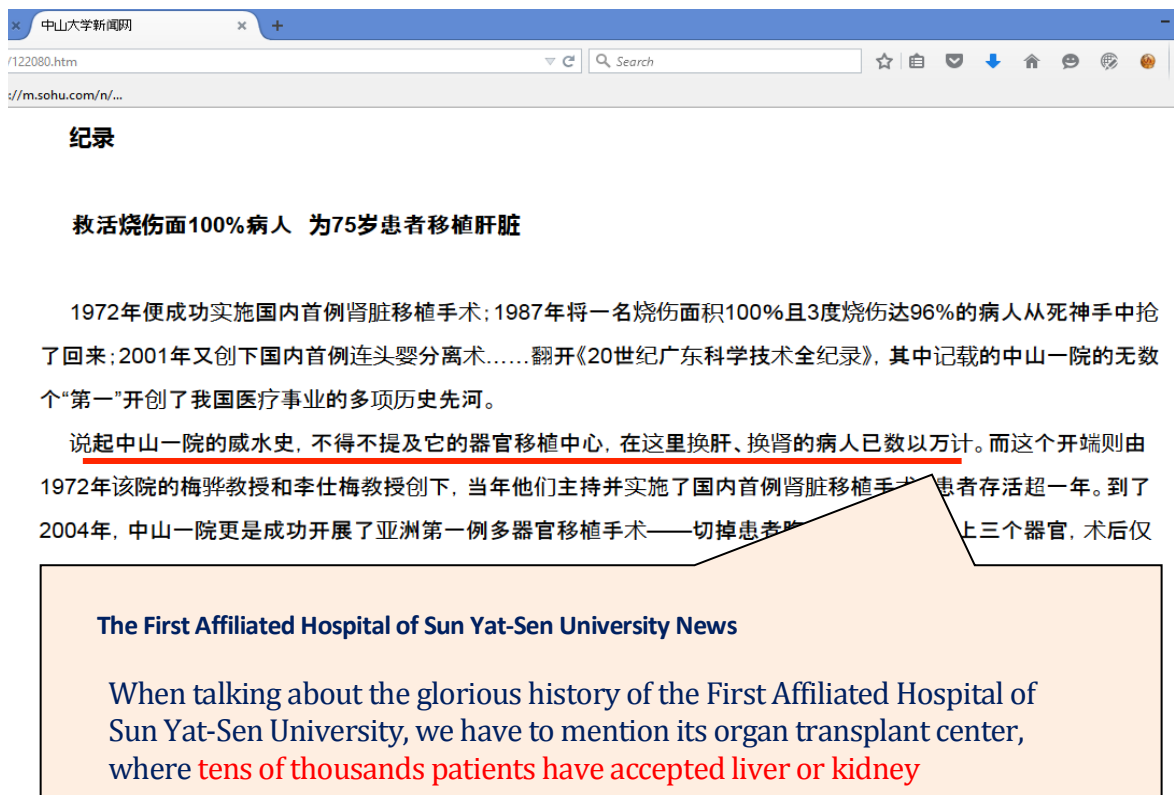 中山大学新闻网
/122080.htm
Search
://m.sohu.com/n/...
纪录
救活烧伤面100%病人 为75岁患者移植肝脏
1972年便成功实施国内首例肾脏移植手术;1987年将一名烧伤面积100%且3度烧伤达96%的病人从死神手中抢
了回来;2001年又创下国内首例连头婴分离术……翻开《20世纪广东科学技术全纪录》,其中记载的中山一院的无数
个“第一”开创了我国医疗事业的多项历史先河。
说起中山一院的威水史,不得不提及它的器官移植中心,在这里换肝、换肾的病人已数以万计。而这个开端则由
1972年该院的梅骅教授和李仕梅教授创下,当年他们主持并实施了国内首例肾脏移植手 患者存活超一年。到了
2004年,中山一院更是成功开展了亚洲第一例多器官移植手术——切掉患者 上三个器官,术后仅
The First Affiliated Hospital of Sun Yat-Sen University News
When talking about the glorious history of the First Affiliated Hospital of
Sun Yat-Sen University, we have to mention its organ transplant center,
where tens of thousands patients have accepted liver or kidney